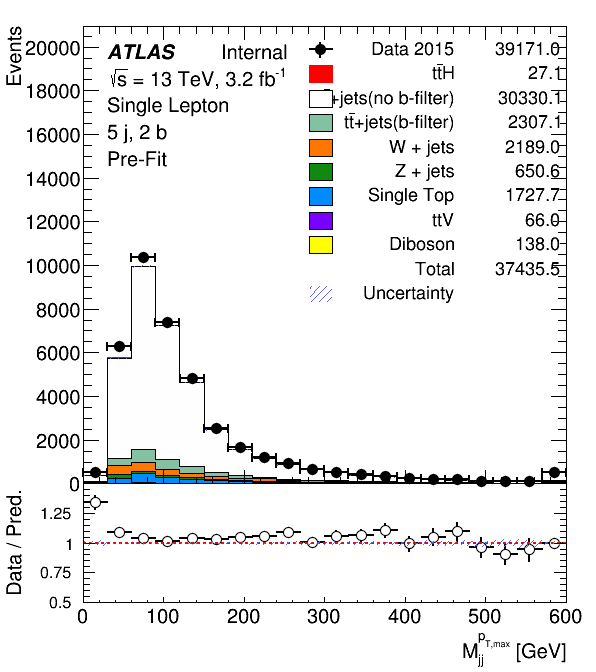 Events
20000
18000
16000
14000
12000
10000
8000
6000
4000
2000
0
ATLAS Internal
√s = 13 TeV, 3.2 fb⁻¹
Single Lepton
5 j, 2 b
Pre-Fit
Data 2015 39171.0
tt̄H 27.1
+jets(no b-filter) 30330.1
tt̄+jets(b-filter) 2307.1
W + jets 2189.0
Z + jets 650.6
Single Top 1727.7
ttV 66.0
Diboson 138.0
Total 37435.5
Uncertainty
Data / Pred.
1.25
1
0.75
0.5
0 100 200 300 400 500 600
M_jj^{p_T,max} [GeV]